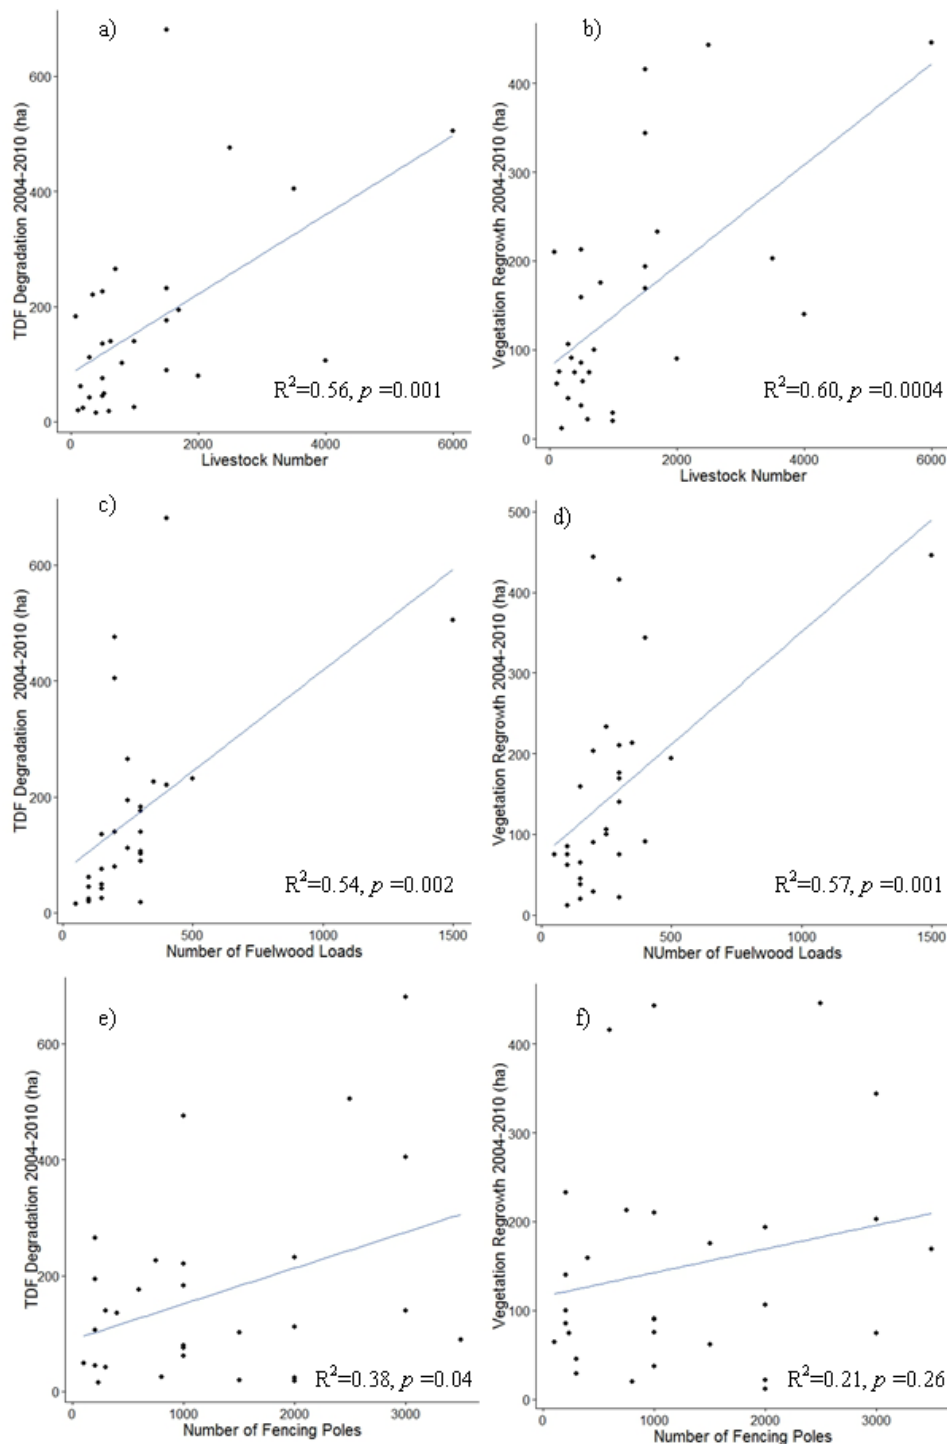 a)
TDF Degradation 2004-2010 (ha)
600
400
200
0
R²=0.56, p =0.001
0 2000 4000 6000
Livestock Number
b)
Vegetation Regrowth 2004-2010 (ha)
400
300
200
100
0
R²=0.60, p =0.0004
0 2000 4000 6000
Livestock Number
c)
TDF Degradation 2004-2010 (ha)
600
400
200
0
R²=0.54, p =0.002
0 500 1000 1500
Number of Fuelwood Loads
d)
Vegetation Regrowth 2004-2010 (ha)
500
400
300
200
100
0
R²=0.57, p =0.001
0 500 1000 1500
NUmber of Fuelwood Loads
e)
TDF Degradation 2004-2010 (ha)
600
400
200
0
R²=0.38, p =0.04
0 1000 2000 3000
Number of Fencing Poles
f)
Vegetation Regrowth 2004-2010 (ha)
400
300
200
100
0
R²=0.21, p =0.26
0 1000 2000 3000
Number of Fencing Poles